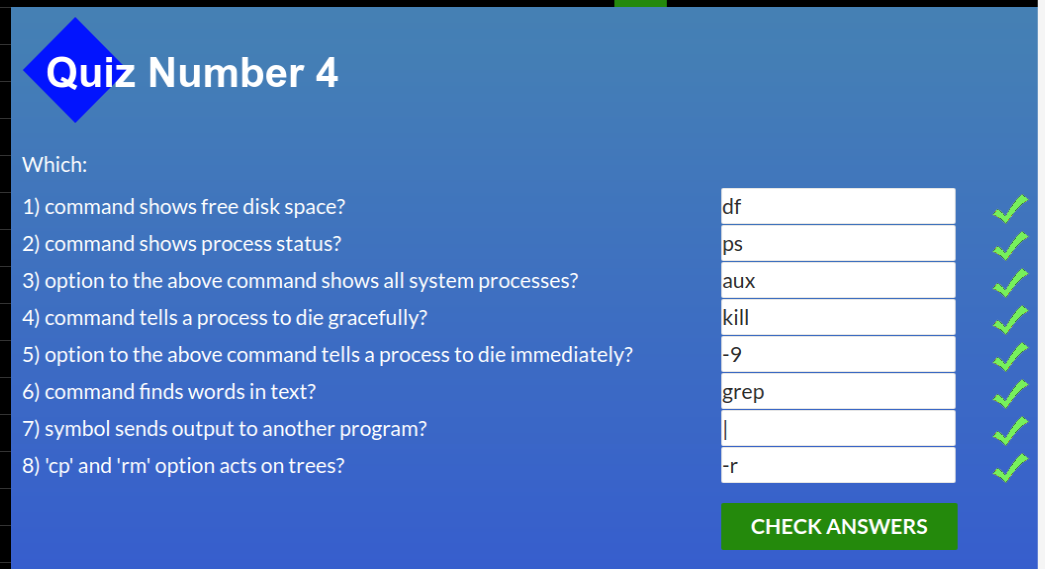 Quiz Number 4
Which:
1) command shows free disk space? df
2) command shows process status? ps
3) option to the above command shows all system processes? aux
4) command tells a process to die gracefully? kill
5) option to the above command tells a process to die immediately? -9
6) command finds words in text? grep
7) symbol sends output to another program? |
8) 'cp' and 'rm' option acts on trees? -r
CHECK ANSWERS